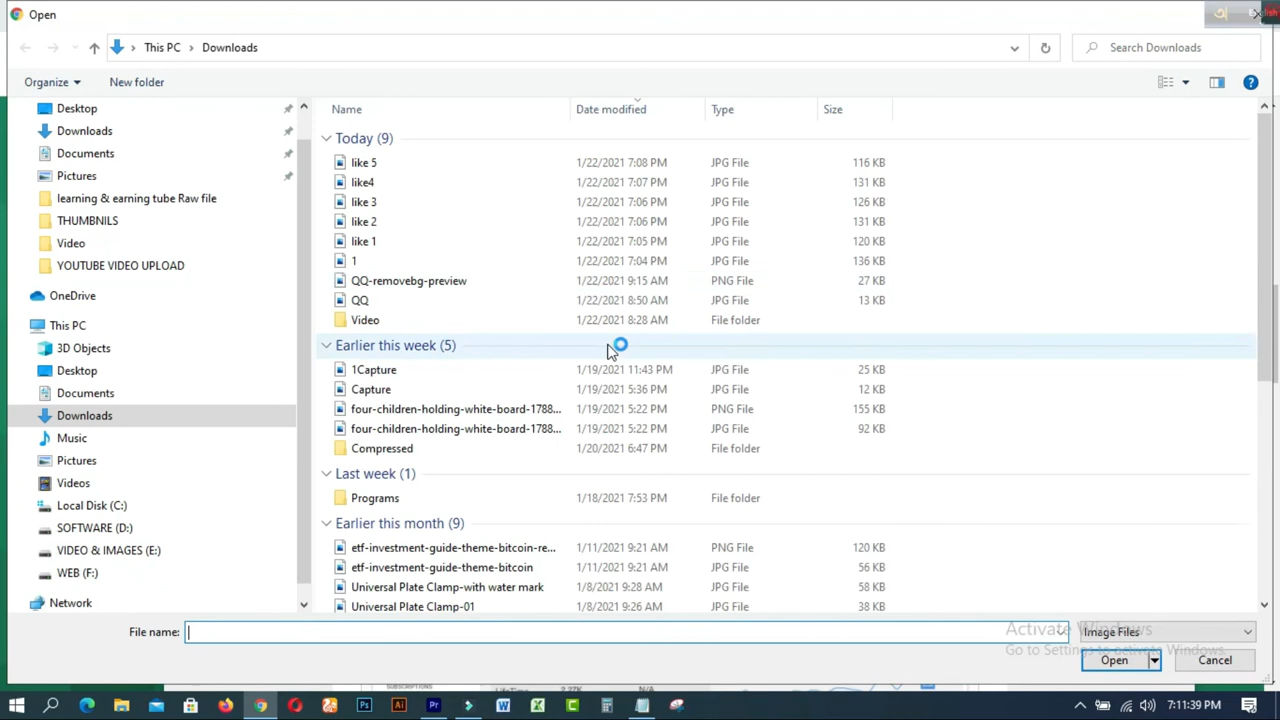 Open
This PC > Downloads
Search Downloads
Organize
New folder
Desktop
Downloads
Documents
Pictures
learning & earning tube Raw file
THUMBNILS
Video
YOUTUBE VIDEO UPLOAD
OneDrive
This PC
3D Objects
Desktop
Documents
Downloads
Music
Pictures
Videos
Local Disk (C:)
SOFTWARE (D:)
VIDEO & IMAGES (E:)
WEB (F:)
Network
Name Date modified Type Size
Today (9)
like 5 1/22/2021 7:08 PM JPG File 116 KB
like4 1/22/2021 7:07 PM JPG File 131 KB
like 3 1/22/2021 7:06 PM JPG File 126 KB
like 2 1/22/2021 7:06 PM JPG File 131 KB
like 1 1/22/2021 7:05 PM JPG File 120 KB
1 1/22/2021 7:04 PM JPG File 136 KB
QQ-removebg-preview 1/22/2021 9:15 AM PNG File 27 KB
QQ 1/22/2021 8:50 AM JPG File 13 KB
Video 1/22/2021 8:28 AM File folder
Earlier this week (5)
1Capture 1/19/2021 11:43 PM JPG File 25 KB
Capture 1/19/2021 5:36 PM JPG File 12 KB
four-children-holding-white-board-1788... 1/19/2021 5:22 PM PNG File 155 KB
four-children-holding-white-board-1788... 1/19/2021 5:22 PM JPG File 92 KB
Compressed 1/20/2021 6:47 PM File folder
Last week (1)
Programs 1/18/2021 7:53 PM File folder
Earlier this month (9)
etf-investment-guide-theme-bitcoin-re... 1/11/2021 9:21 AM PNG File 120 KB
etf-investment-guide-theme-bitcoin 1/11/2021 9:21 AM JPG File 56 KB
Universal Plate Clamp-with water mark 1/8/2021 9:28 AM JPG File 58 KB
Universal Plate Clamp-01 1/8/2021 9:26 AM JPG File 38 KB
File name:
Image Files
Activate Windows
Go to Settings to activate Windows.
Open
Cancel
SUBSCRIPTIONS
LifeTime 2.27K N/A
7:11:39 PM